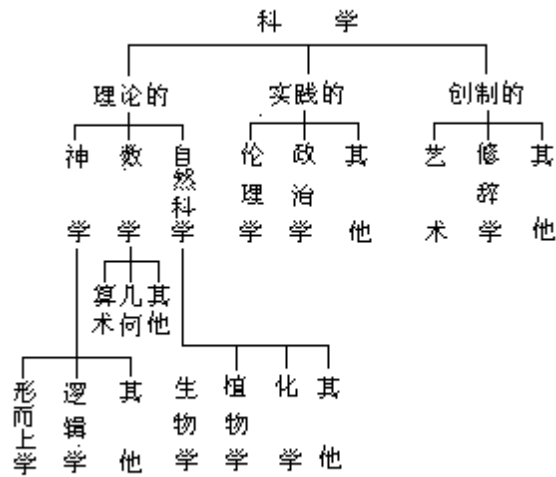 科 学
理论的
实践的
创制的
神学
数学
自然科学
伦理学
政治学
其他
艺术
修辞学
其他
算术
几何
其他
形而上学
逻辑学
其他
生物学
植物学
化学
其他